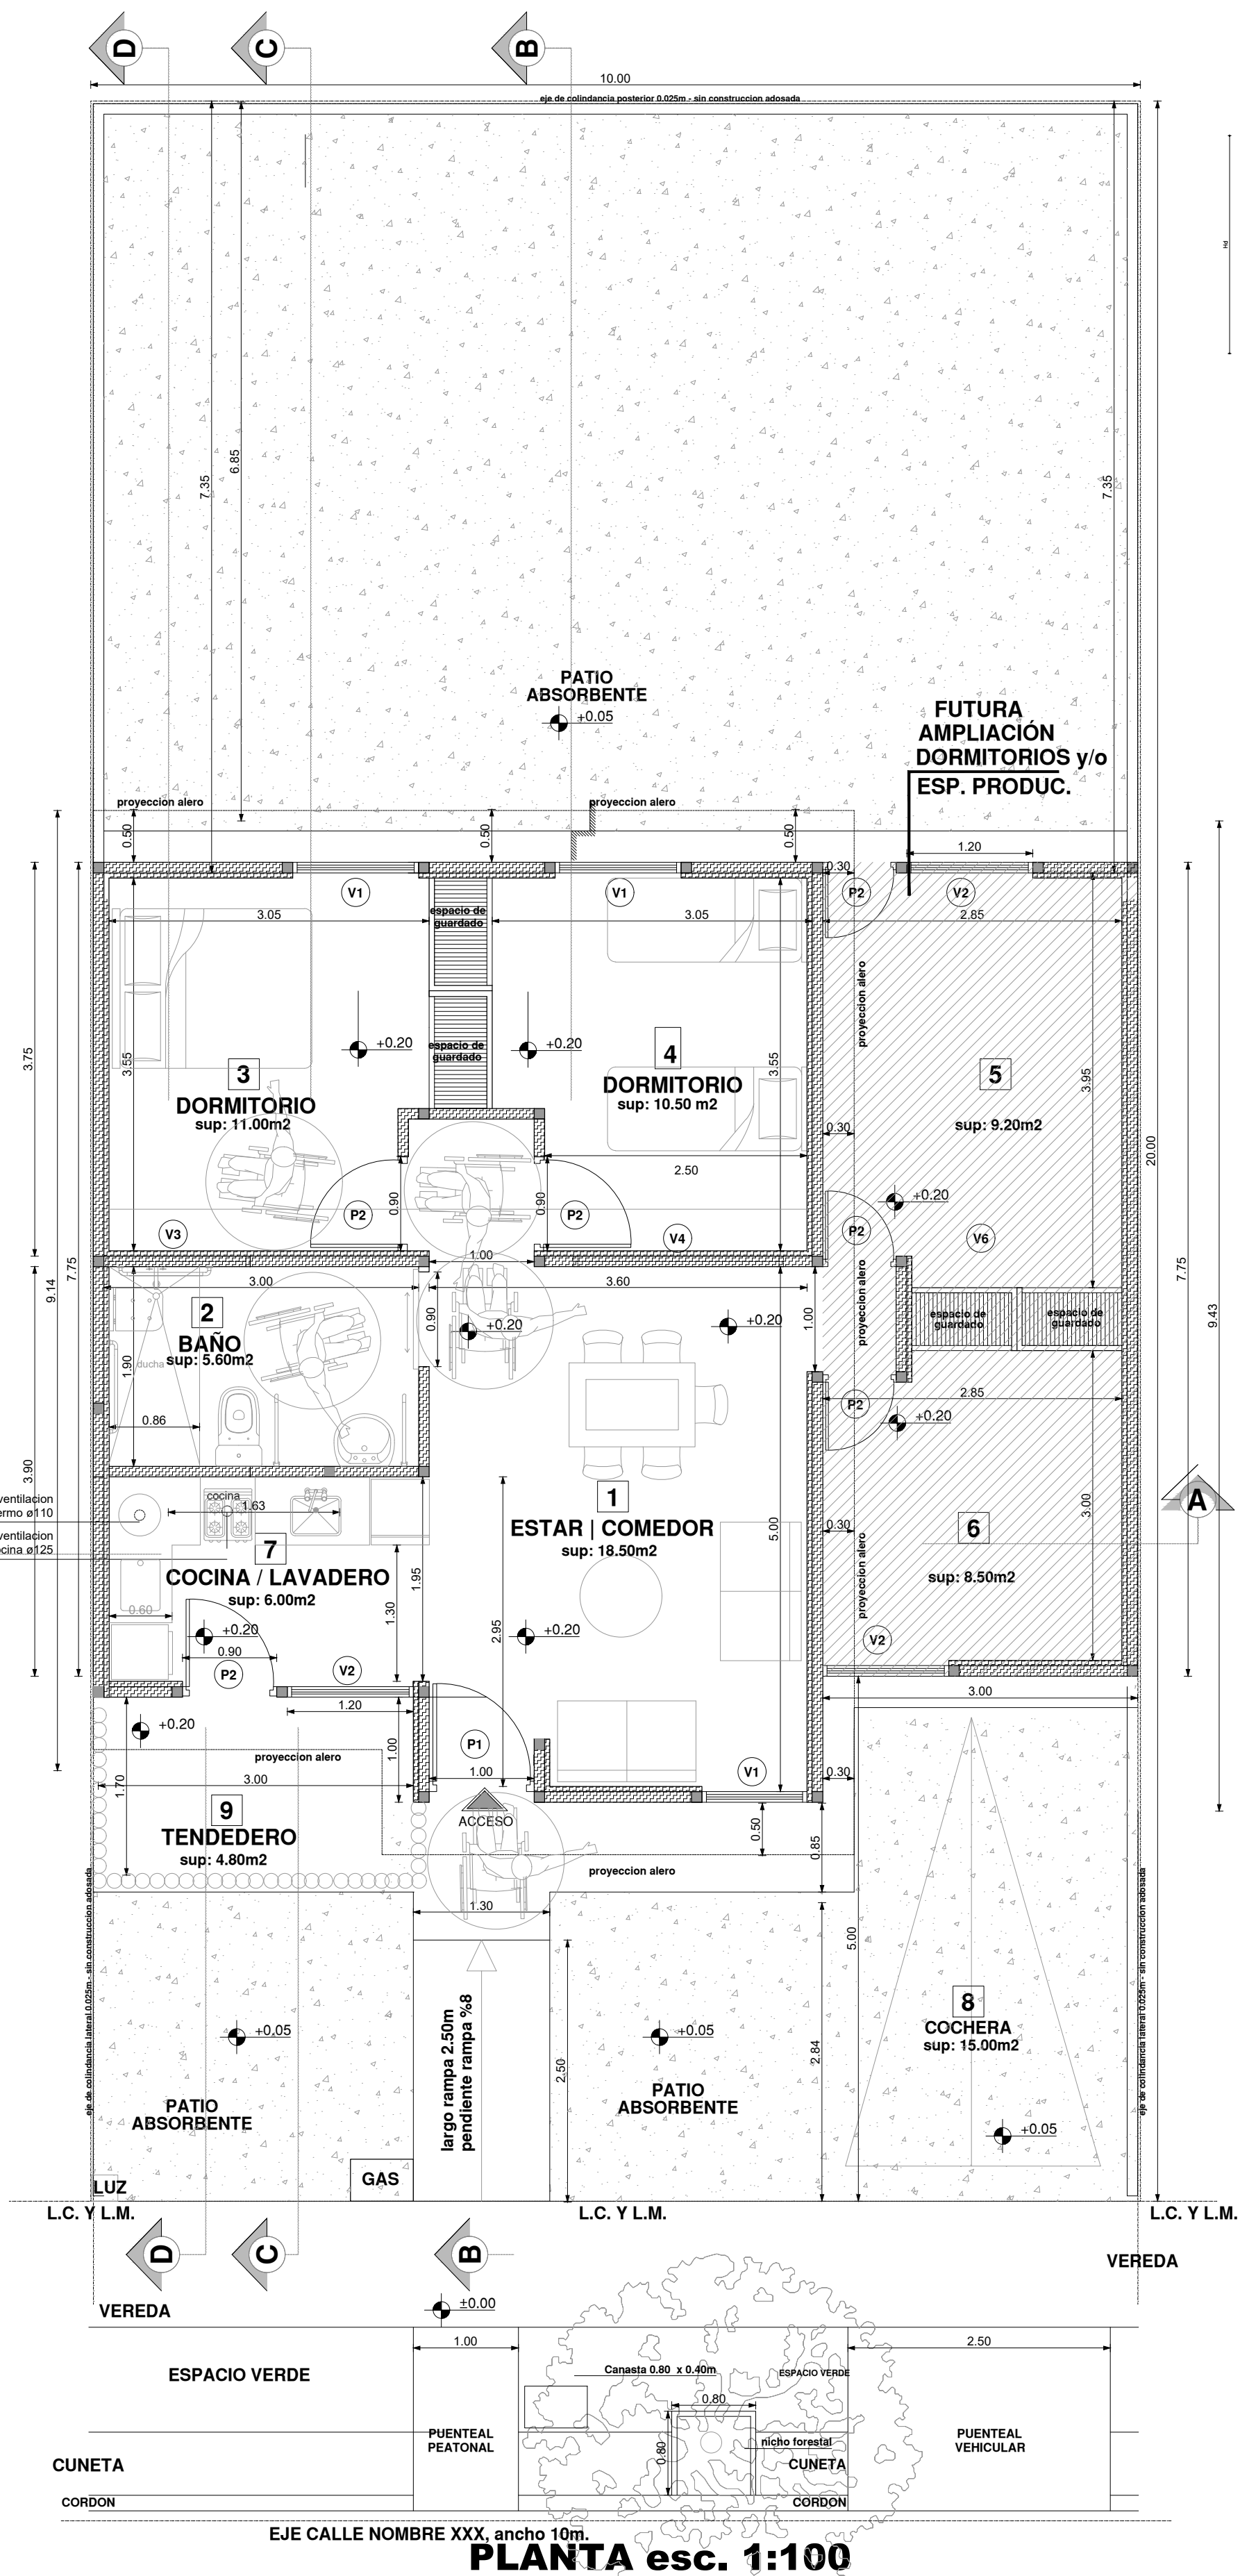 D
C
B
10.00
eje de colindancia posterior 0.025m - sin construccion adosada
Hd
6.85
7.35
7.35
PATIO
ABSORBENTE
+0.05
FUTURA
AMPLIACIÓN
DORMITORIOS y/o
ESP. PRODUC.
proyeccion alero
proyeccion alero
0.50
0.50
0.50
1.20
0.30
V1
V1
P2
V2
3.05
espacio de
guardado
3.05
2.85
proyeccion alero
+0.20
+0.20
espacio de
guardado
3.75
3.55
3.55
3.95
3
DORMITORIO
sup: 11.00m2
4
DORMITORIO
sup: 10.50 m2
5
sup: 9.20m2
0.30
20.00
2.50
0.90
0.90
+0.20
P2
P2
P2
V3
V4
V6
1.00
7.75
9.14
7.75
9.43
3.00
3.60
2
BAÑO
sup: 5.60m2
ducha
1.90
0.86
0.90
+0.20
+0.20
1.00
proyeccion alero
espacio de
guardado
espacio de
guardado
2.85
P2
+0.20
3.90
ventilacion
ermo ø110
ventilacion
ocina ø125
cocina
1.63
7
COCINA / LAVADERO
sup: 6.00m2
0.60
1.30
1.95
1
ESTAR | COMEDOR
sup: 18.50m2
5.00
2.95
0.30
proyeccion alero
6
sup: 8.50m2
3.00
A
+0.20
+0.20
0.90
P2
V2
V2
1.20
3.00
+0.20
1.00
P1
proyeccion alero
1.70
3.00
1.00
V1
0.30
9
TENDEDERO
sup: 4.80m2
ACCESO
0.50
0.85
proyeccion alero
1.30
5.00
eje de colindancia lateral 0.025m - sin construccion adosada
eje de colindancia lateral 0.025m - sin construccion adosada
8
COCHERA
sup: 15.00m2
+0.05
+0.05
largo rampa 2.50m
pendiente rampa %8
2.50
2.84
PATIO
ABSORBENTE
PATIO
ABSORBENTE
+0.05
GAS
LUZ
L.C. Y L.M.
L.C. Y L.M.
L.C. Y L.M.
D
C
B
VEREDA
VEREDA
±0.00
1.00
2.50
ESPACIO VERDE
Canasta 0.80 x 0.40m
ESPACIO VERDE
0.80
0.80
PUENTEAL
PEATONAL
nicho forestal
PUENTEAL
VEHICULAR
CUNETA
CUNETA
CORDON
CORDON
EJE CALLE NOMBRE XXX, ancho 10m.
PLANTA esc. 1:100